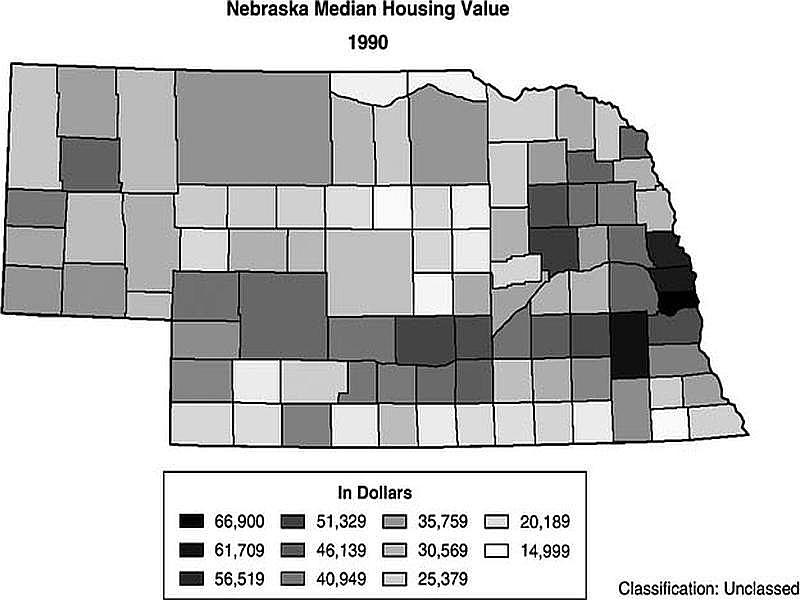 Nebraska Median Housing Value
1990
In Dollars
66,900 51,329 35,759 20,189
61,709 46,139 30,569 14,999
56,519 40,949 25,379
Classification: Unclassed